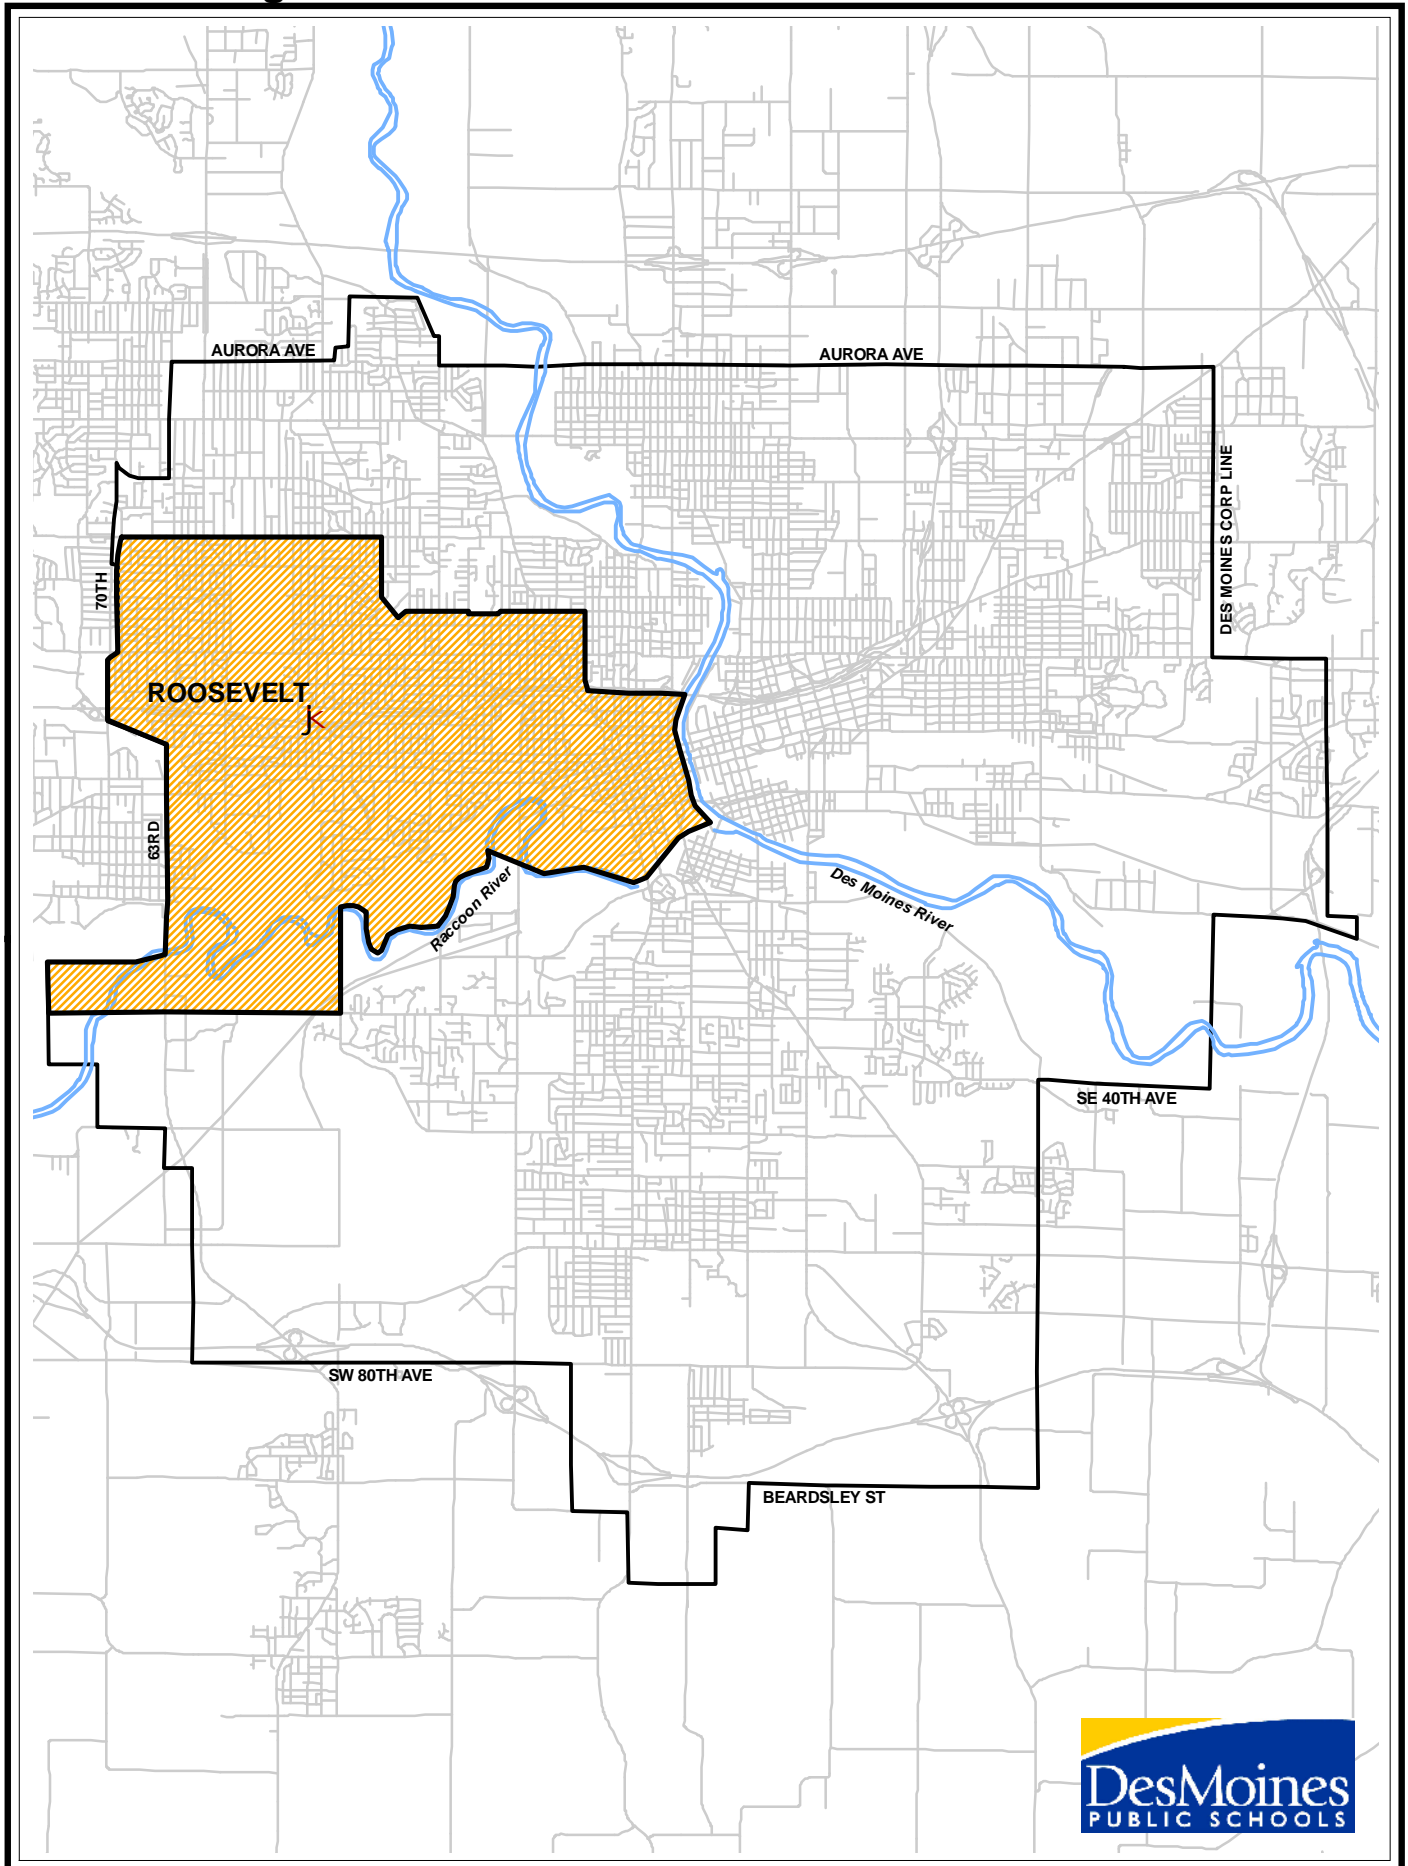 AURORA AVE
AURORA AVE
DES MOINES CORP LINE
70TH
ROOSEVELT
jk
63RD
Raccoon River
Des Moines River
SE 40TH AVE
SW 80TH AVE
BEARDSLEY ST
DesMoines
PUBLIC SCHOOLS